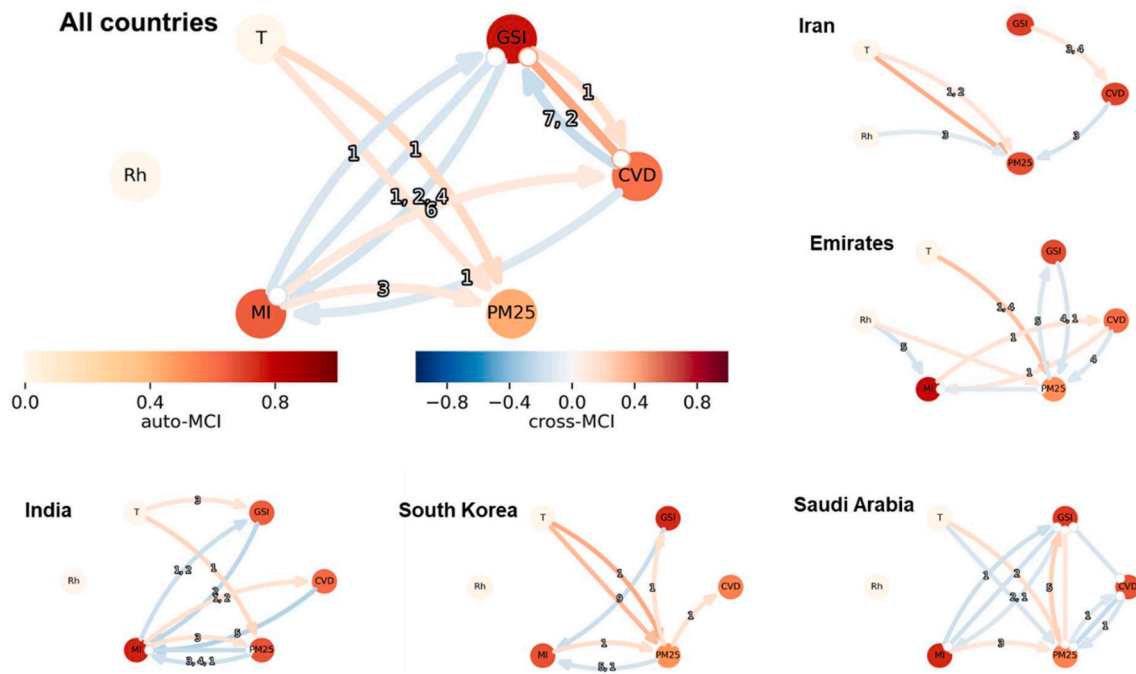 All countries
T
GSI
1
7, 2
1
1
Rh
CVD
1, 2, 4
6
1
3
MI
PM25
0.0
0.4
0.8
auto-MCI
−0.8
−0.4
0.0
0.4
0.8
cross-MCI
Iran
GSI
T
3, 4
1, 2
CVD
Rh
3
3
PM25
Emirates
T
GSI
1, 4
5
4, 1
Rh
CVD
5
1
4
1
MI
PM25
India
T
3
GSI
1, 2
1
Rh
CVD
2
1, 2
5
3
MI
PM25
3, 4, 1
South Korea
T
GSI
1
1
9
Rh
CVD
1
1
MI
PM25
5, 1
Saudi Arabia
T
GSI
1
2
5
Rh
CVD
2, 1
1
1
3
MI
PM25